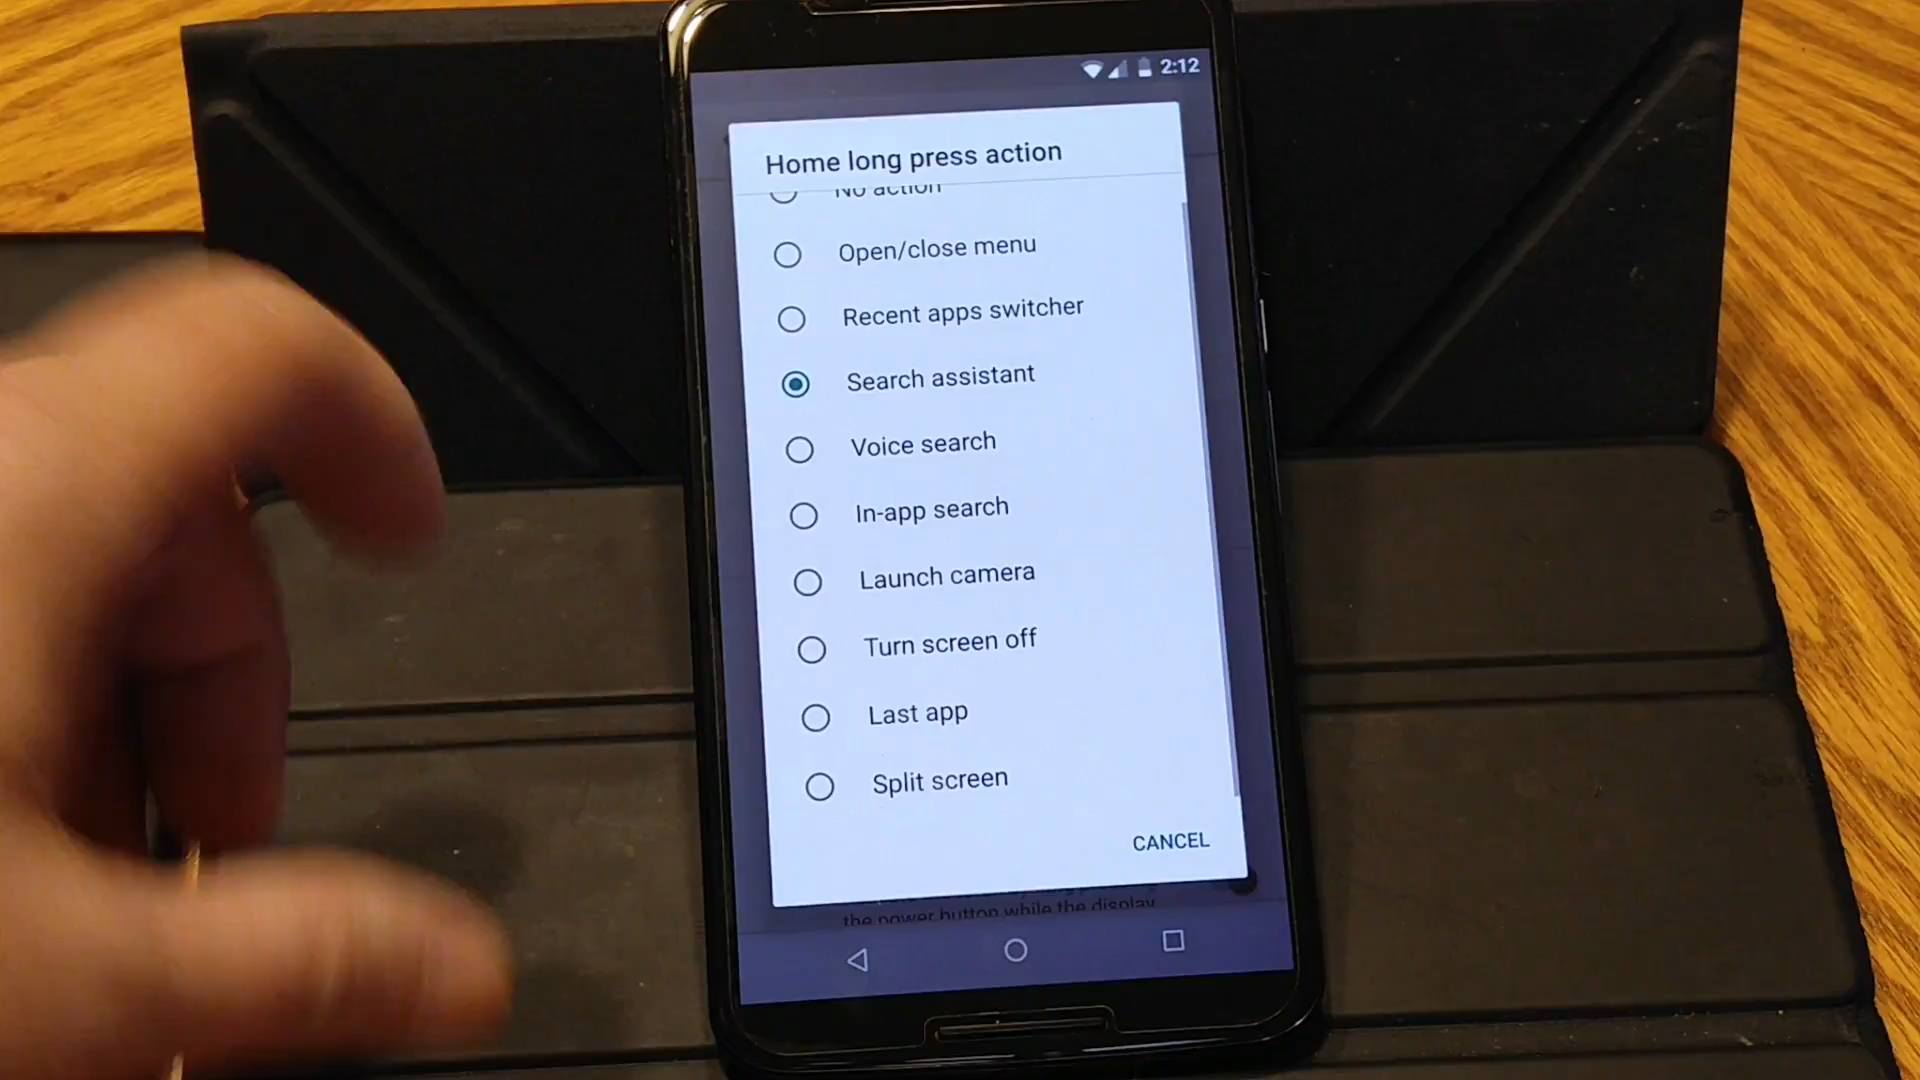 2:12
Home long press action
No action
Open/close menu
Recent apps switcher
Search assistant
Voice search
In-app search
Launch camera
Turn screen off
Last app
Split screen
CANCEL
the power button while the display